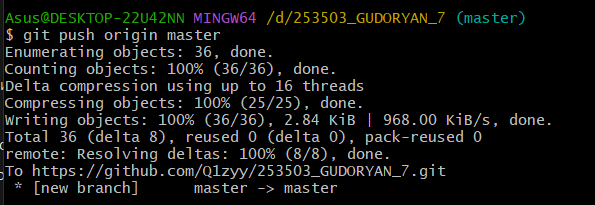 Asus@DESKTOP-22U42NN MINGW64 /d/253503_GUDORYAN_7 (master)
$ git push origin master
Enumerating objects: 36, done.
Counting objects: 100% (36/36), done.
Delta compression using up to 16 threads
Compressing objects: 100% (25/25), done.
Writing objects: 100% (36/36), 2.84 KiB | 968.00 KiB/s, done.
Total 36 (delta 8), reused 0 (delta 0), pack-reused 0
remote: Resolving deltas: 100% (8/8), done.
To https://github.com/Q1zyy/253503_GUDORYAN_7.git
 * [new branch]      master -> master